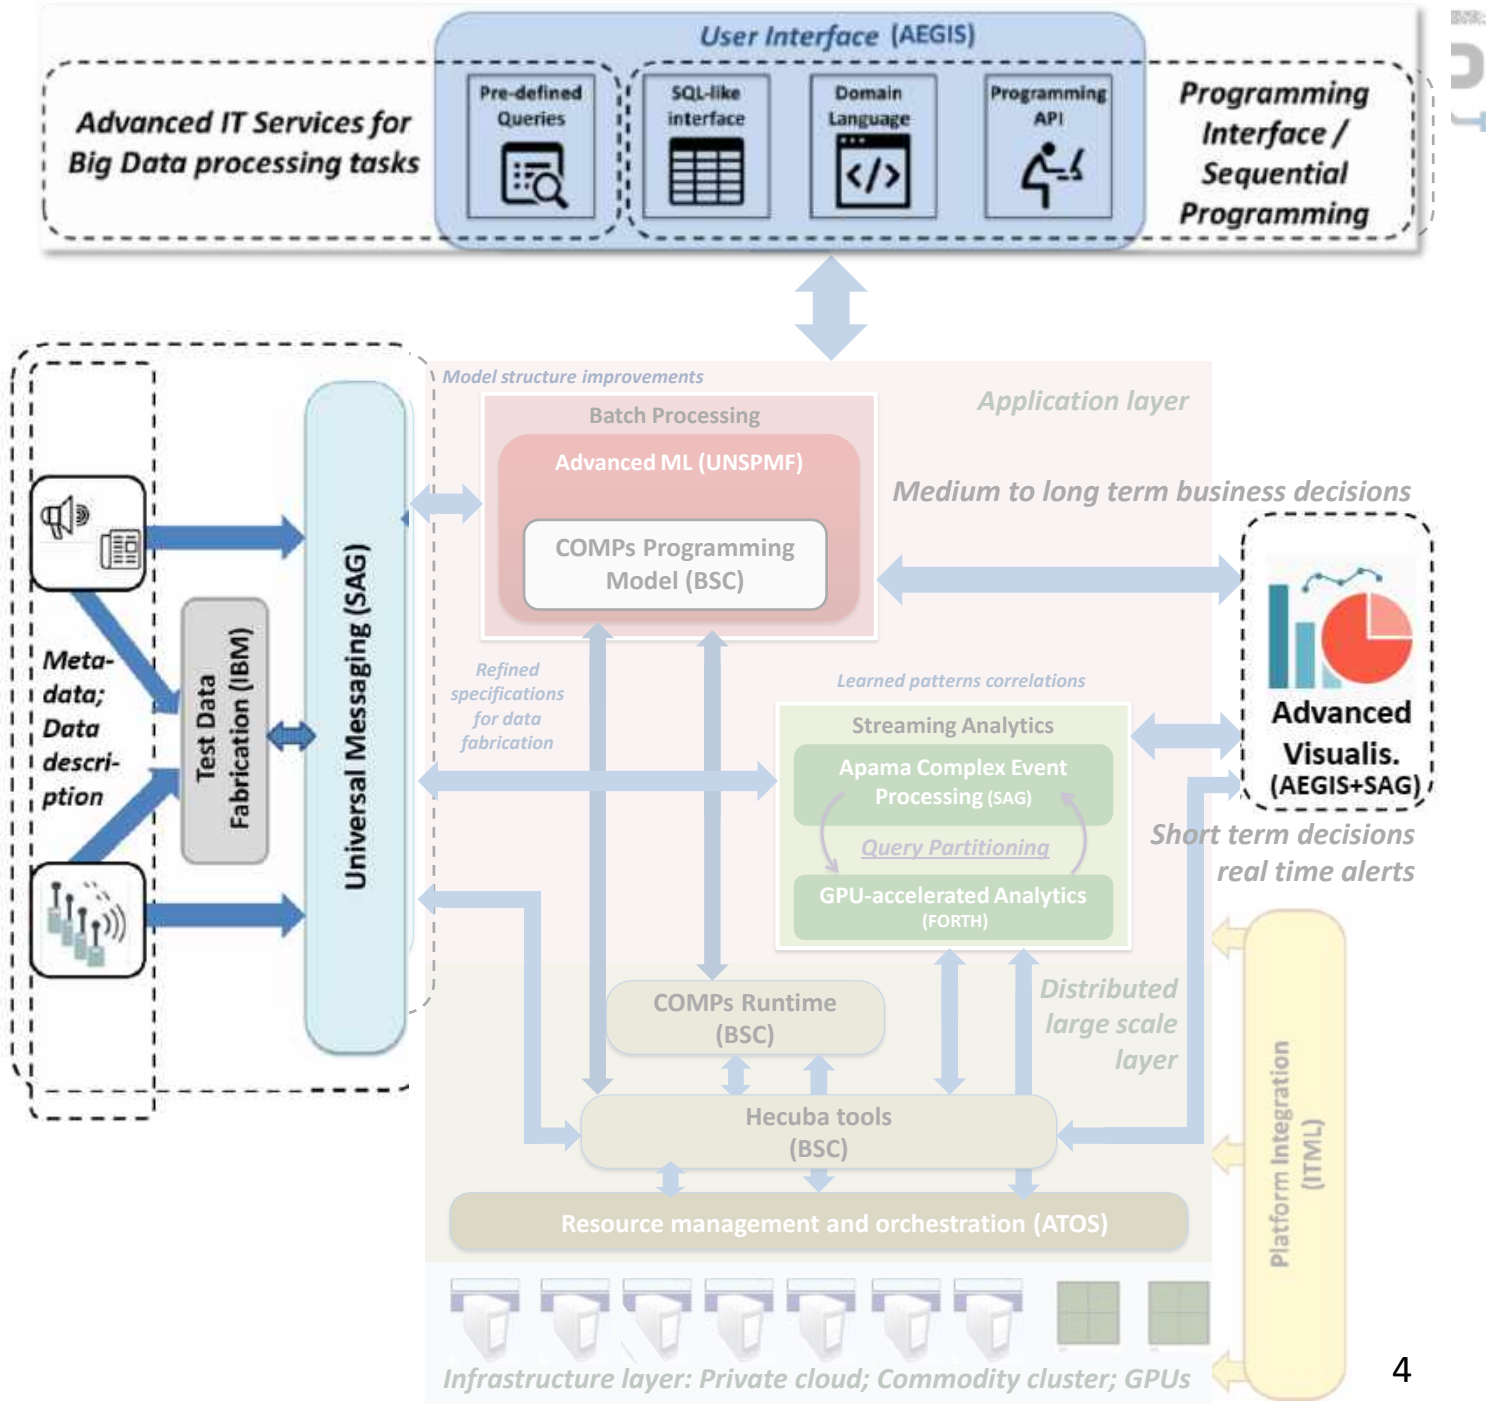 User Interface (AEGIS)
Advanced IT Services for
Big Data processing tasks
Pre-defined
Queries
SQL-like
interface
Domain
Language
</>
Programming
API
Programming
Interface /
Sequential
Programming
Model structure improvements
Application layer
Batch Processing
Advanced ML (UNSPMF)
COMPs Programming
Model (BSC)
Medium to long term business decisions
Universal Messaging (SAG)
Test Data
Fabrication (IBM)
Meta-
data;
Data
descri-
ption
Refined
specifications
for data
fabrication
Learned patterns correlations
Streaming Analytics
Apama Complex Event
Processing (SAG)
Query Partitioning
GPU-accelerated Analytics
(FORTH)
Advanced
Visualis.
(AEGIS+SAG)
Short term decisions
real time alerts
Distributed
large scale
layer
COMPs Runtime
(BSC)
Hecuba tools
(BSC)
Resource management and orchestration (ATOS)
Platform Integration
(ITML)
Infrastructure layer: Private cloud; Commodity cluster; GPUs
4